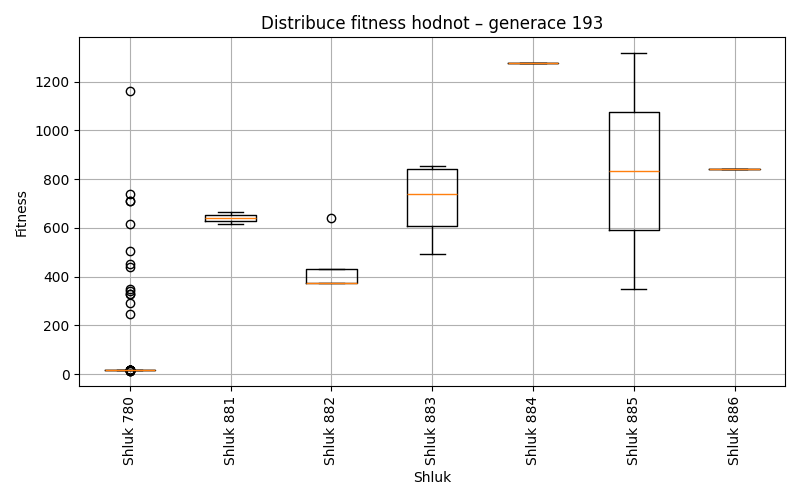 Distribuce fitness hodnot – generace 193
Fitness
1200
1000
800
600
400
200
0
Shluk 780
Shluk 881
Shluk 882
Shluk 883
Shluk 884
Shluk 885
Shluk 886
Shluk